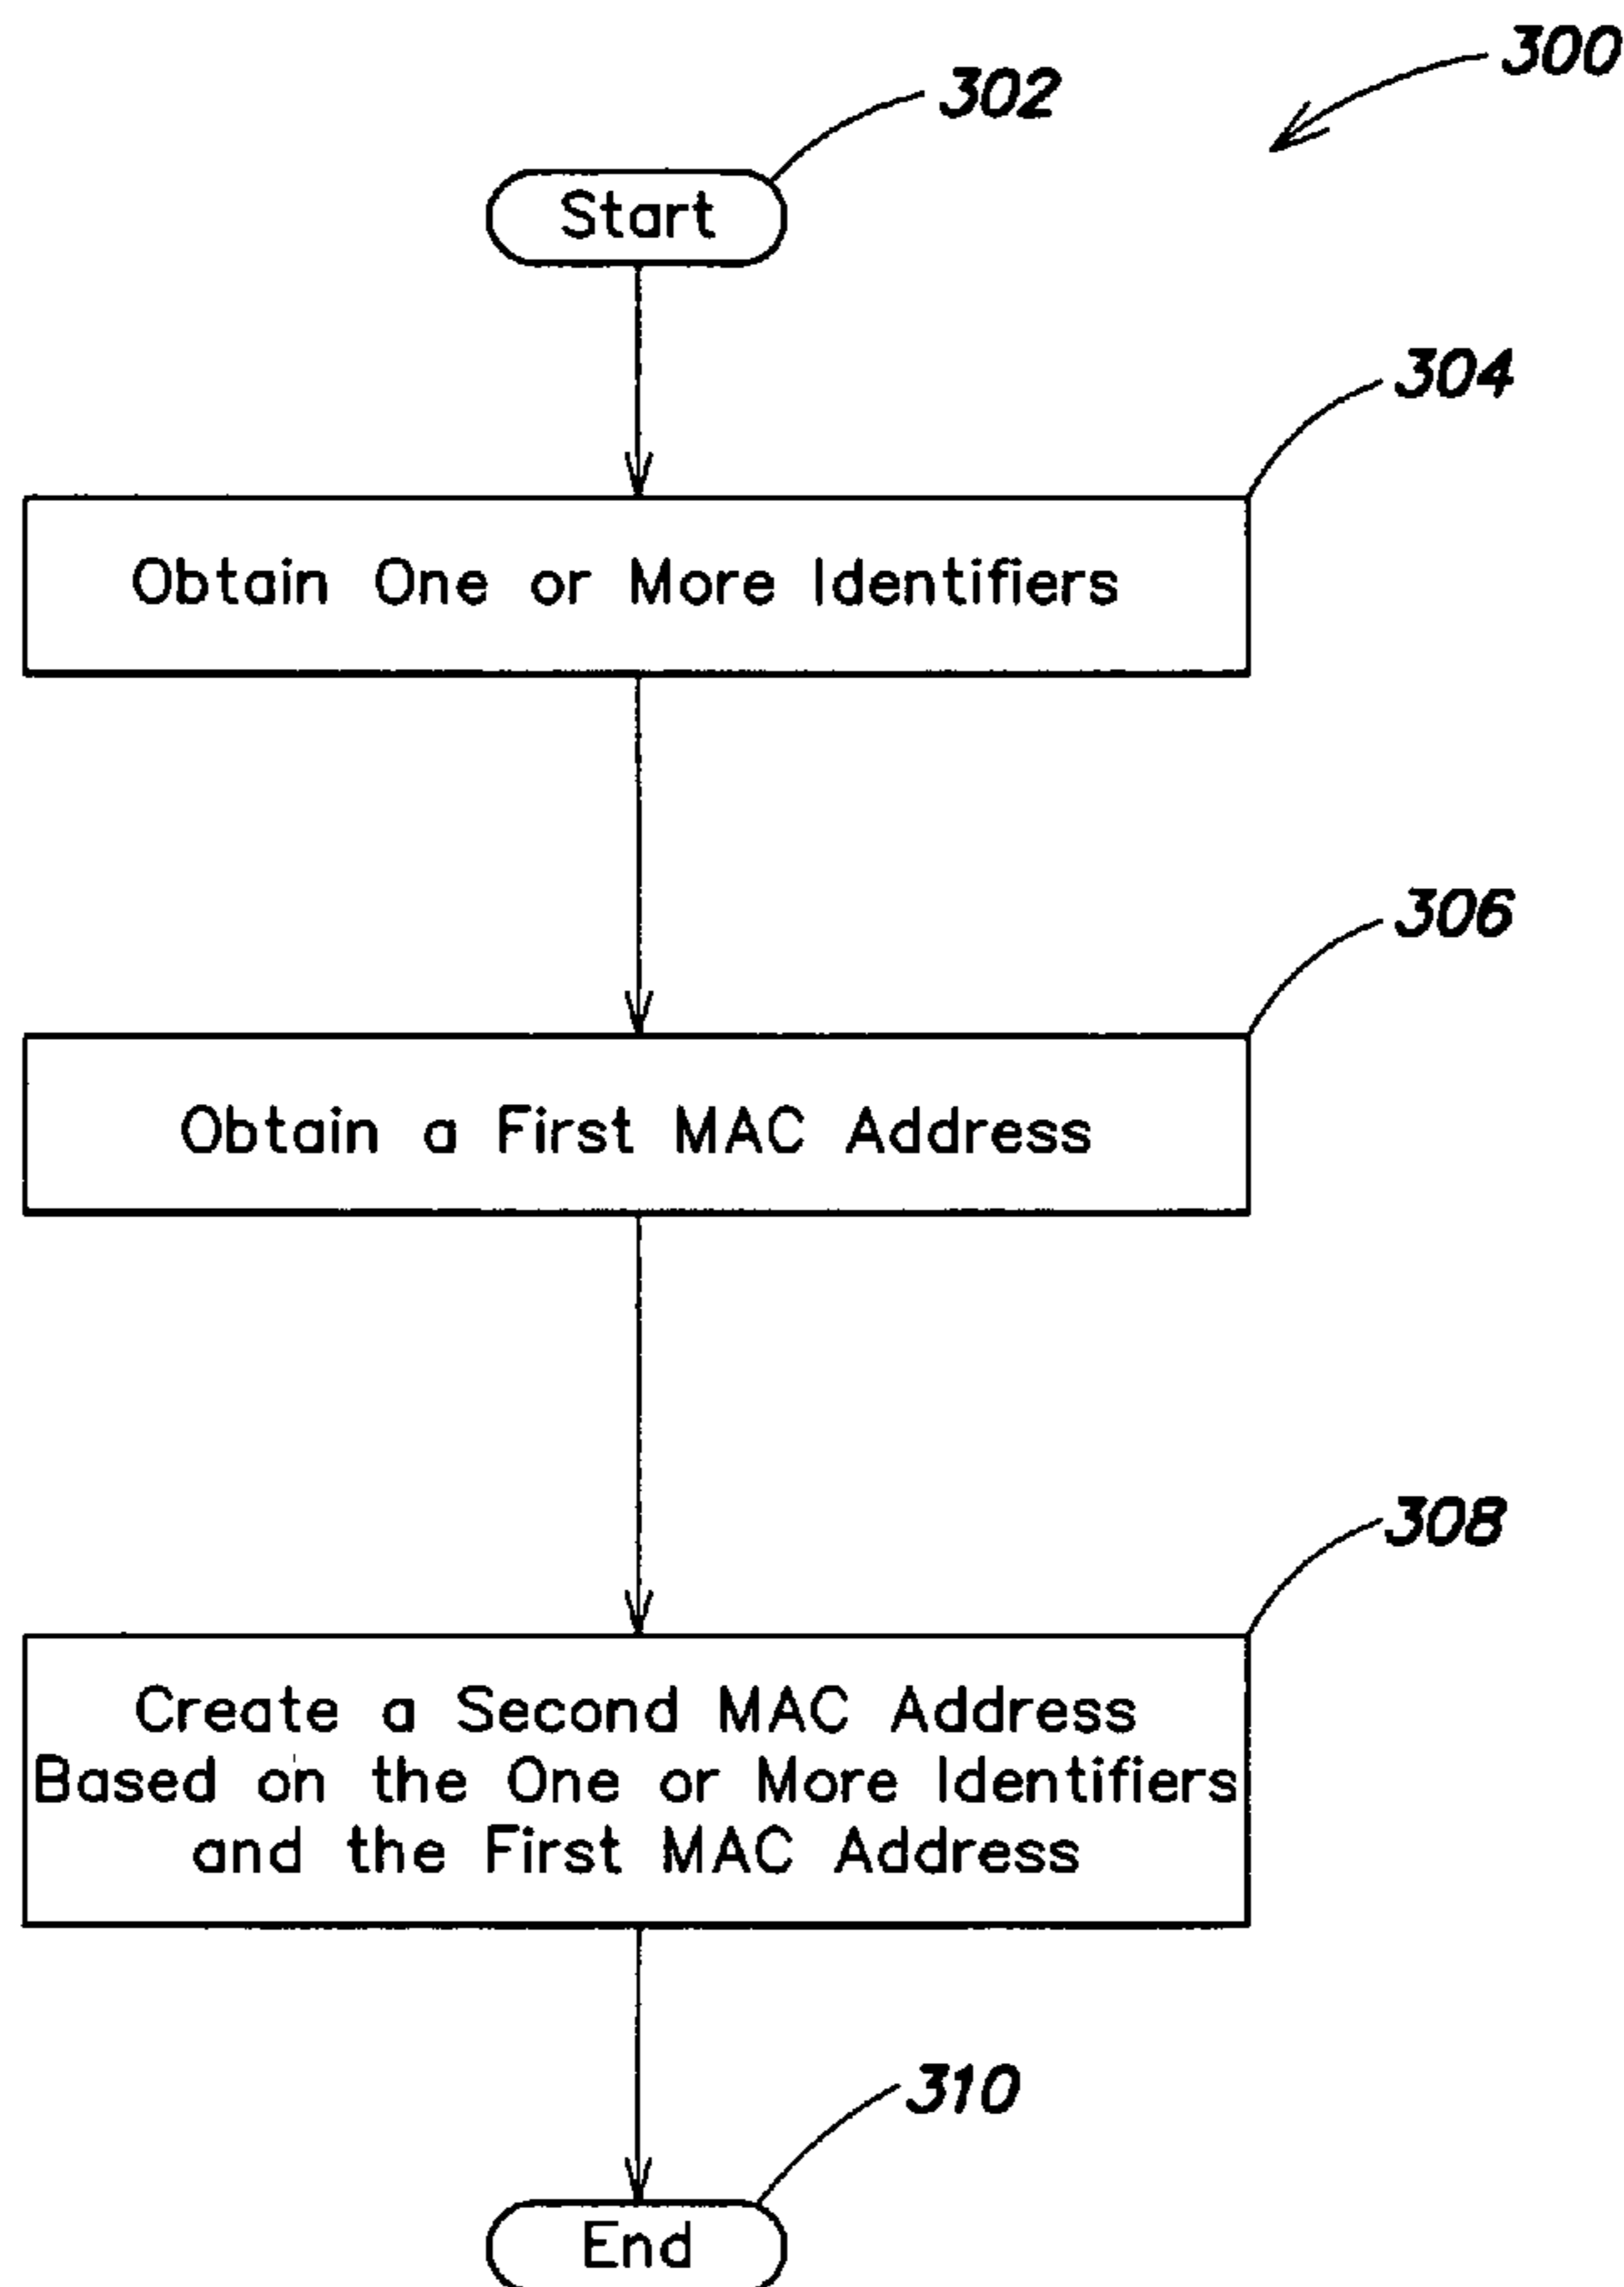 300
302
Start
304
Obtain One or More Identifiers
306
Obtain a First MAC Address
308
Create a Second MAC Address
Based on the One or More Identifiers
and the First MAC Address
310
End